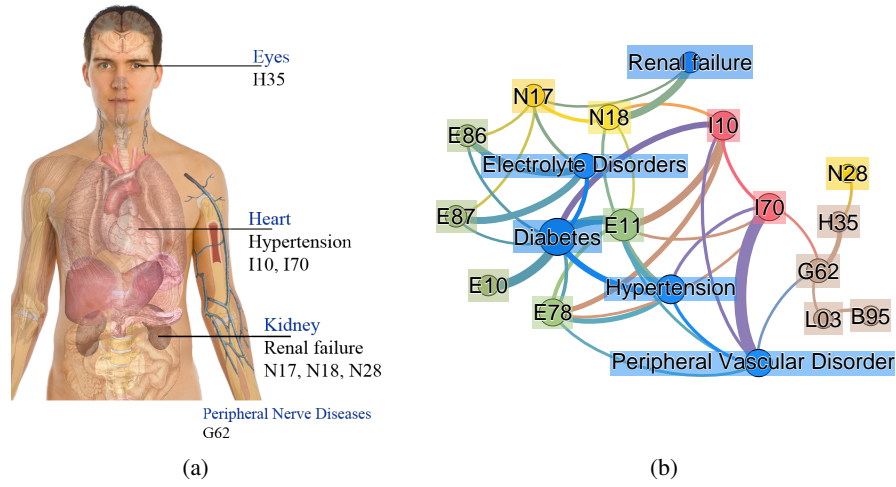 Eyes
H35
Heart
Hypertension
I10, I70
Kidney
Renal failure
N17, N18, N28
Peripheral Nerve Diseases
G62
(a)
Renal failure
N17
N18
I10
E86
Electrolyte Disorders
N28
I70
E87
E11
H35
Diabetes
G62
E10
Hypertension
E78
L03
B95
Peripheral Vascular Disorder
(b)